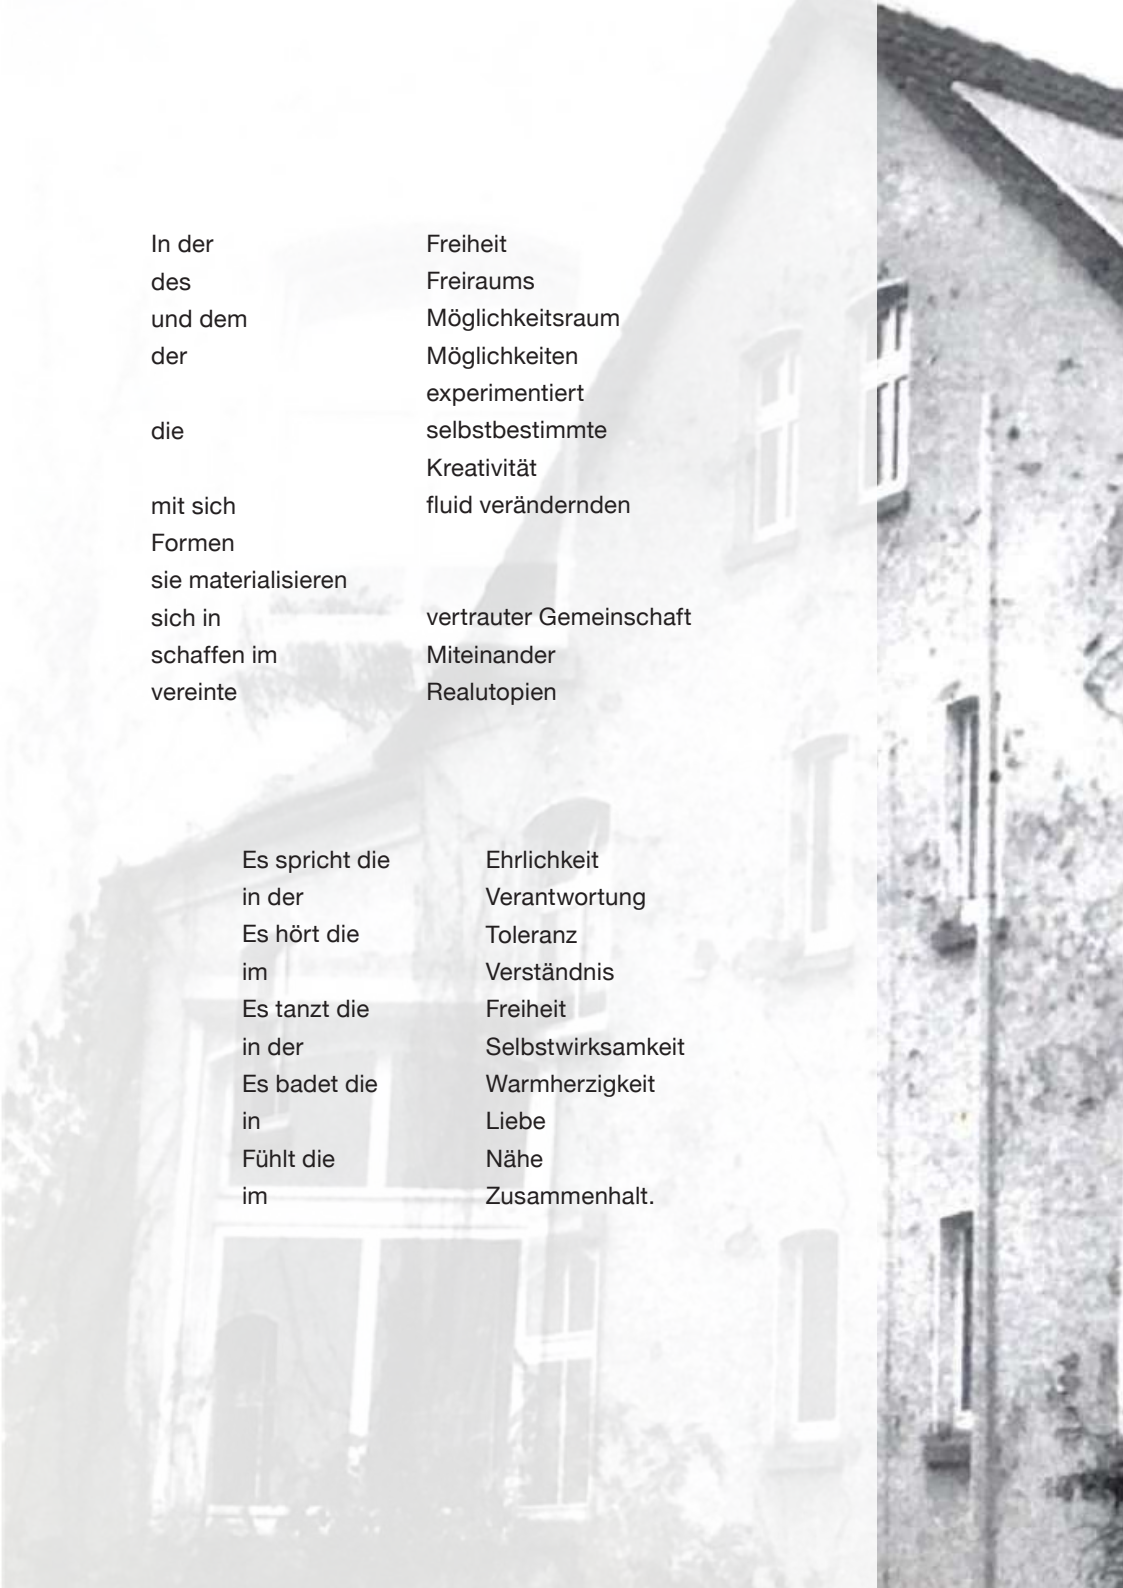 In der Freiheit
des Freiraums
und dem Möglichkeitsraum
der Möglichkeiten
experimentiert
die selbstbestimmte
Kreativität
mit sich fluid verändernden
Formen
sie materialisieren
sich in vertrauter Gemeinschaft
schaffen im Miteinander
vereinte Realutopien
Es spricht die Ehrlichkeit
in der Verantwortung
Es hört die Toleranz
im Verständnis
Es tanzt die Freiheit
in der Selbstwirksamkeit
Es badet die Warmherzigkeit
in Liebe
Fühlt die Nähe
im Zusammenhalt.